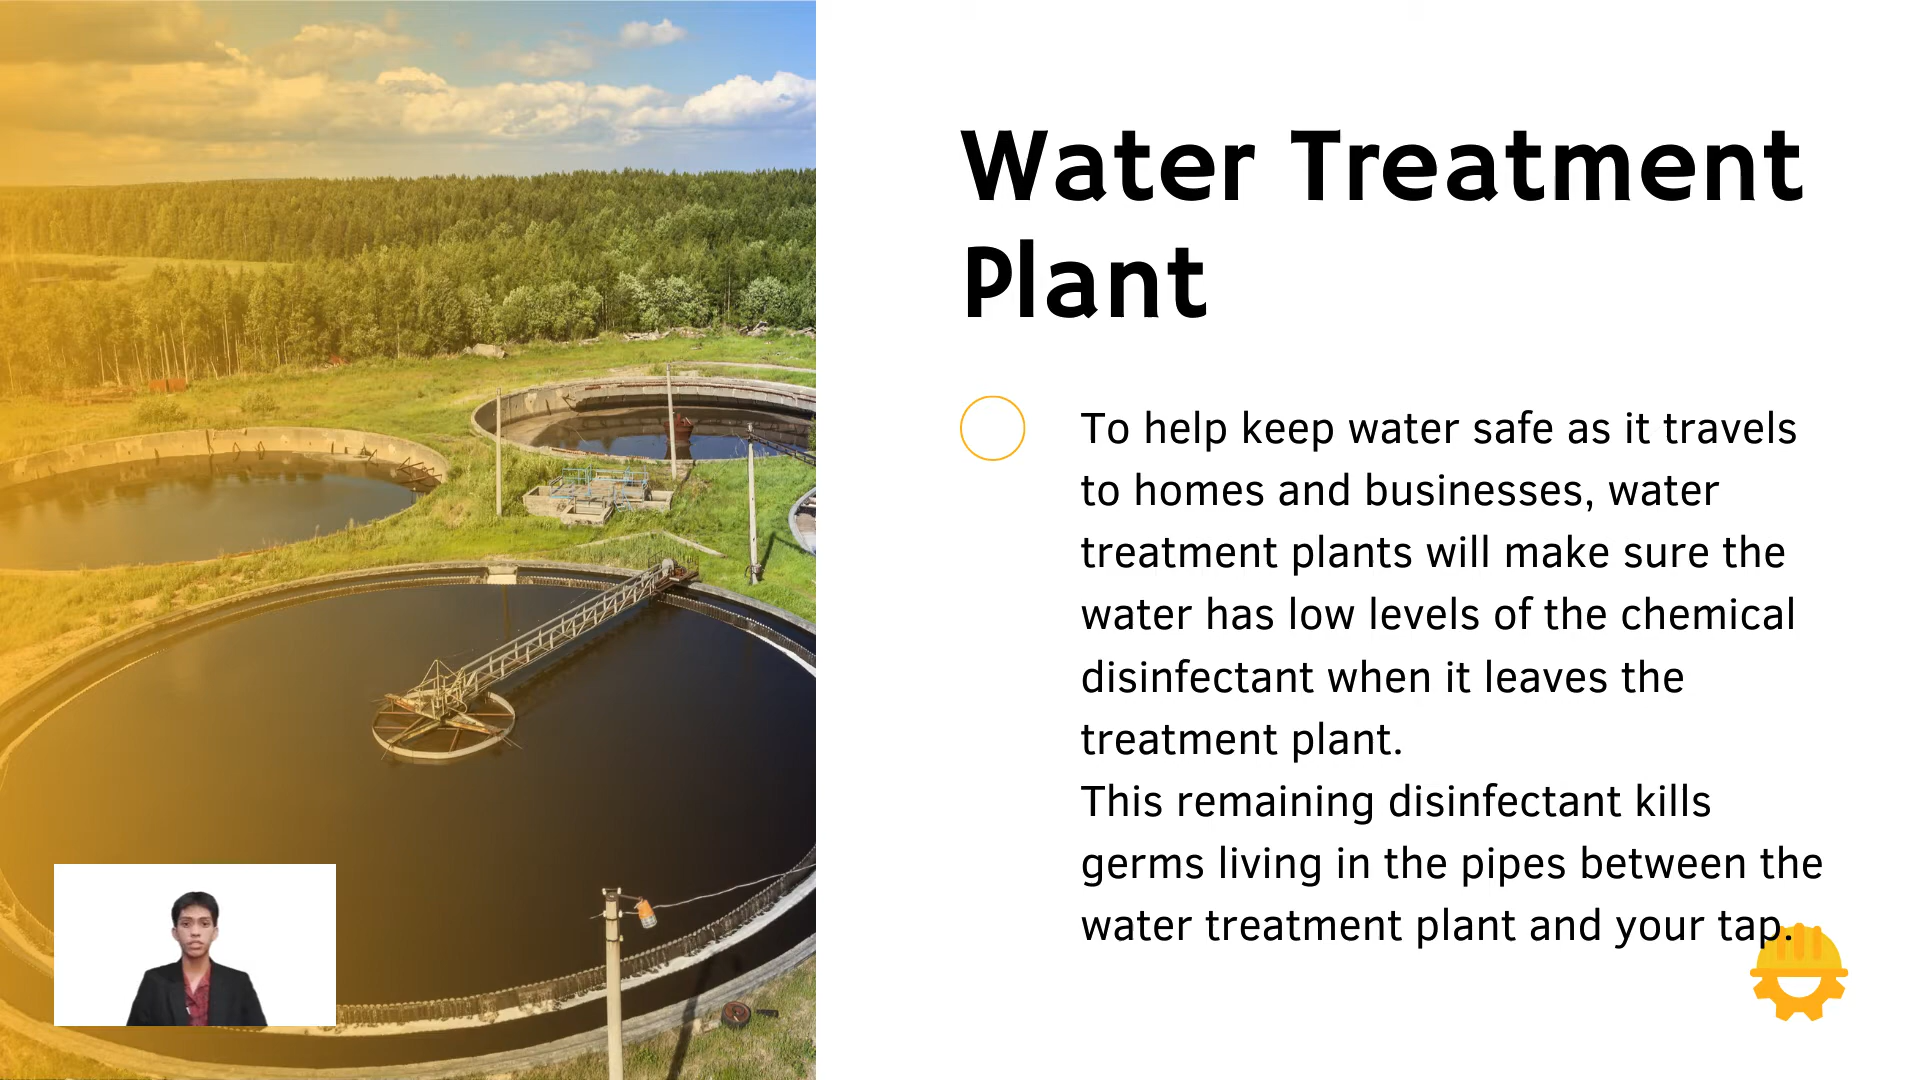 Water Treatment
Plant
To help keep water safe as it travels
to homes and businesses, water
treatment plants will make sure the
water has low levels of the chemical
disinfectant when it leaves the
treatment plant.
This remaining disinfectant kills
germs living in the pipes between the
water treatment plant and your tap.